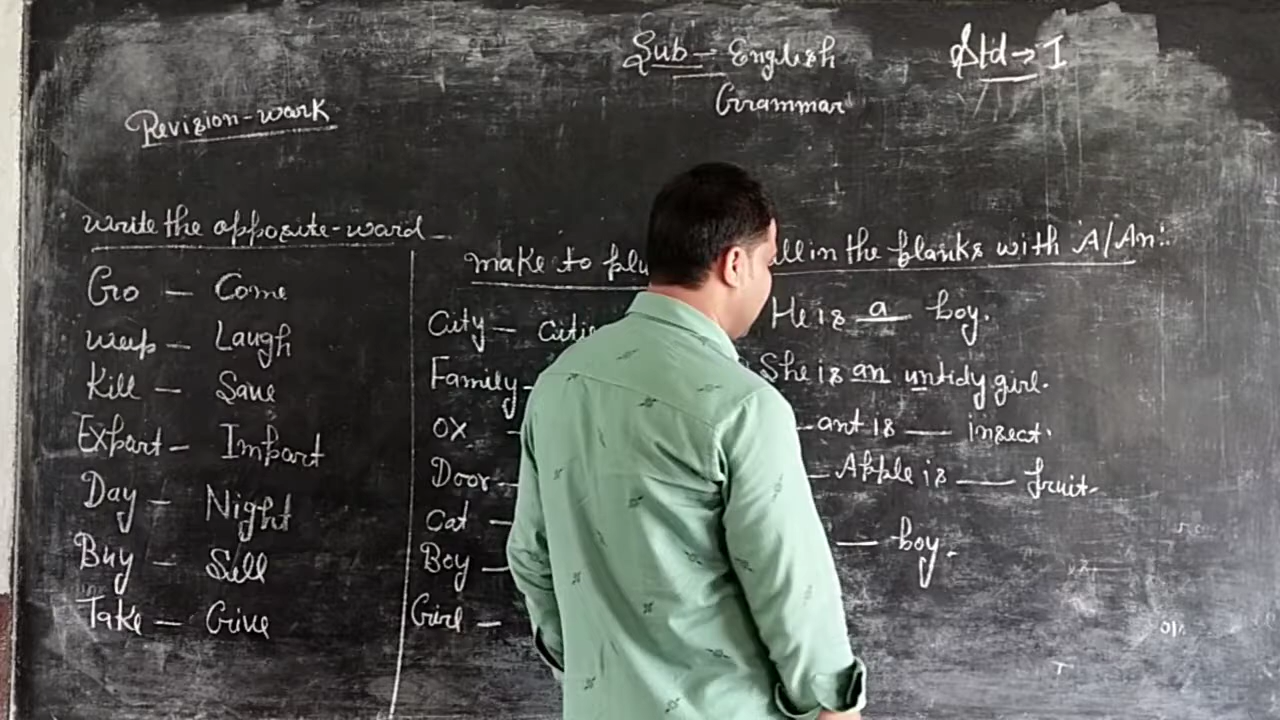 Sub → English
Grammar
Std → I
Revision-work
write the opposite-word
Go - Come
weep - Laugh
Kill - Save
Export - Import
Day - Night
Buy - Sell
Take - Give
make to plu
City - Citie
Family -
OX -
Door -
Cat -
Boy -
Girl -
ll in the blanks with A/An:
He is a boy.
She is an untidy girl.
ant is — insect.
— Apple is — fruit.
— boy.